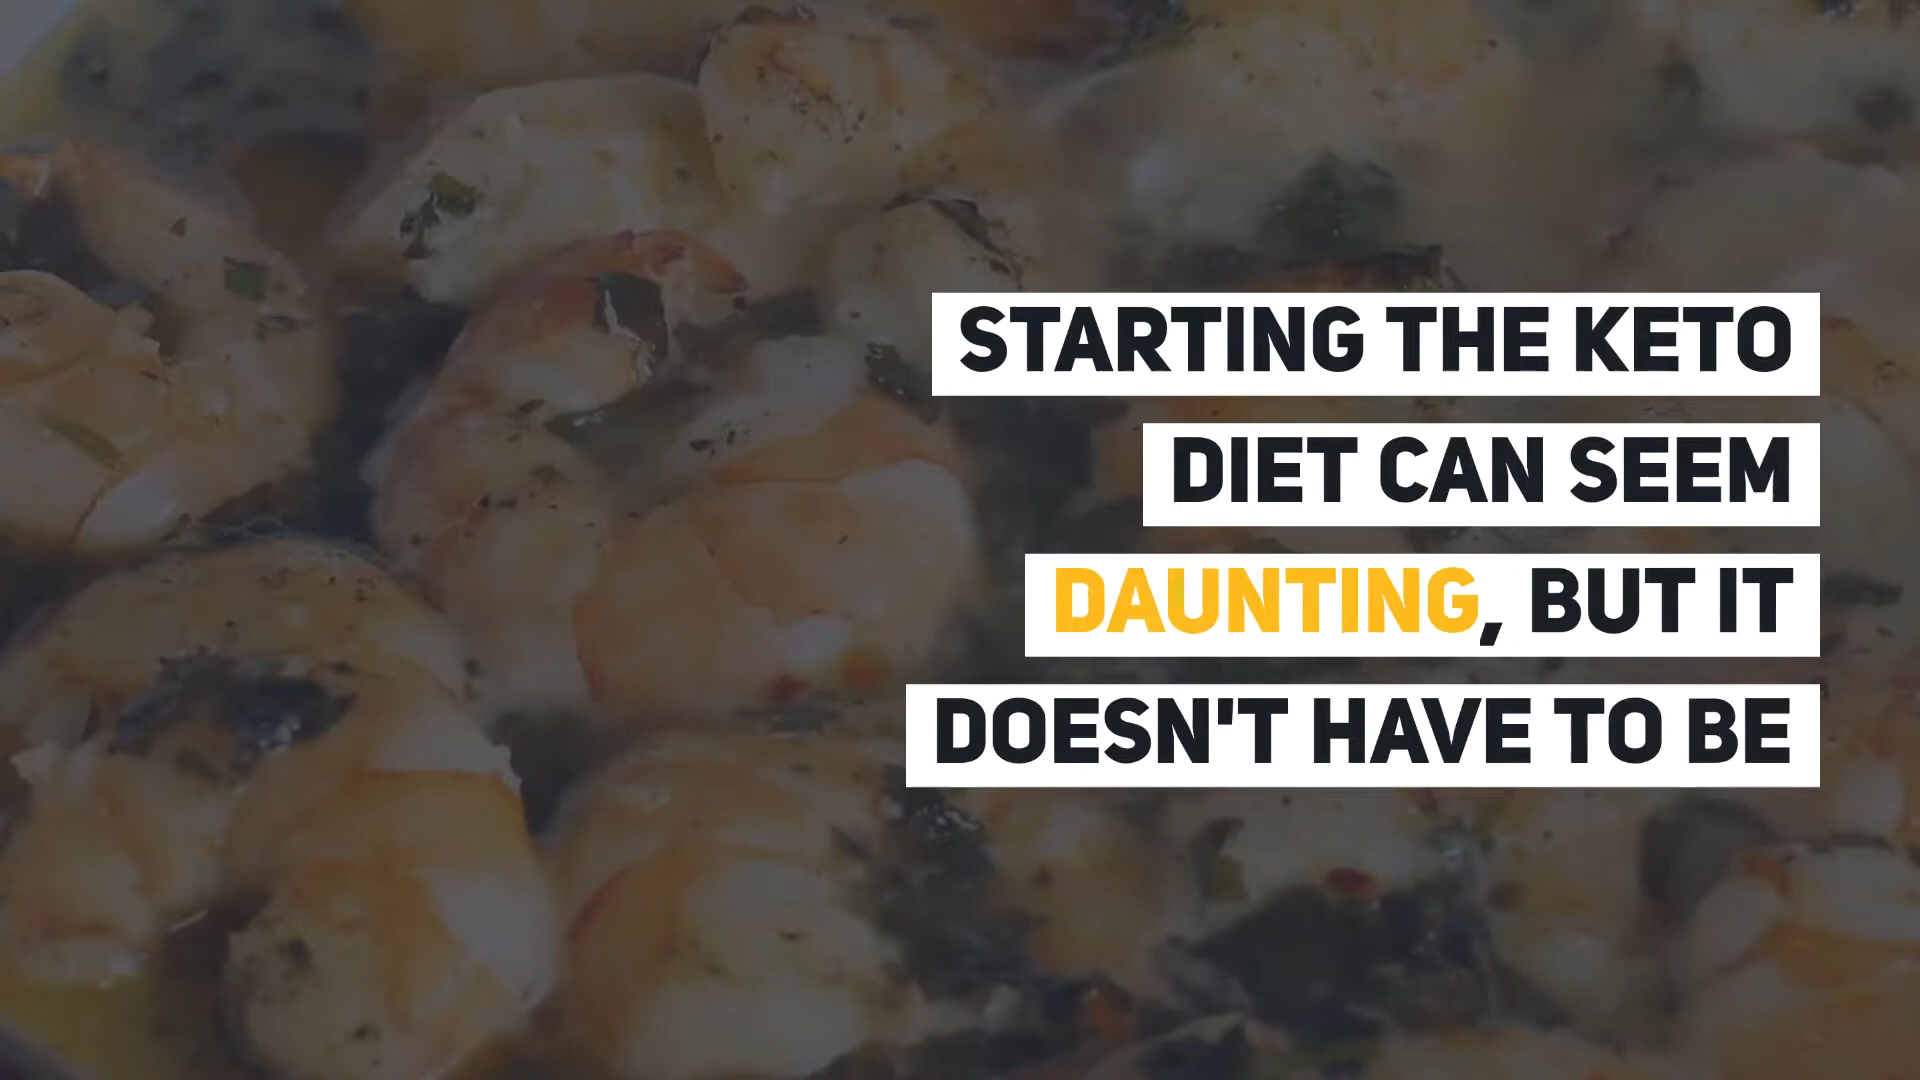 STARTING THE KETO
DIET CAN SEEM
DAUNTING, BUT IT
DOESN'T HAVE TO BE